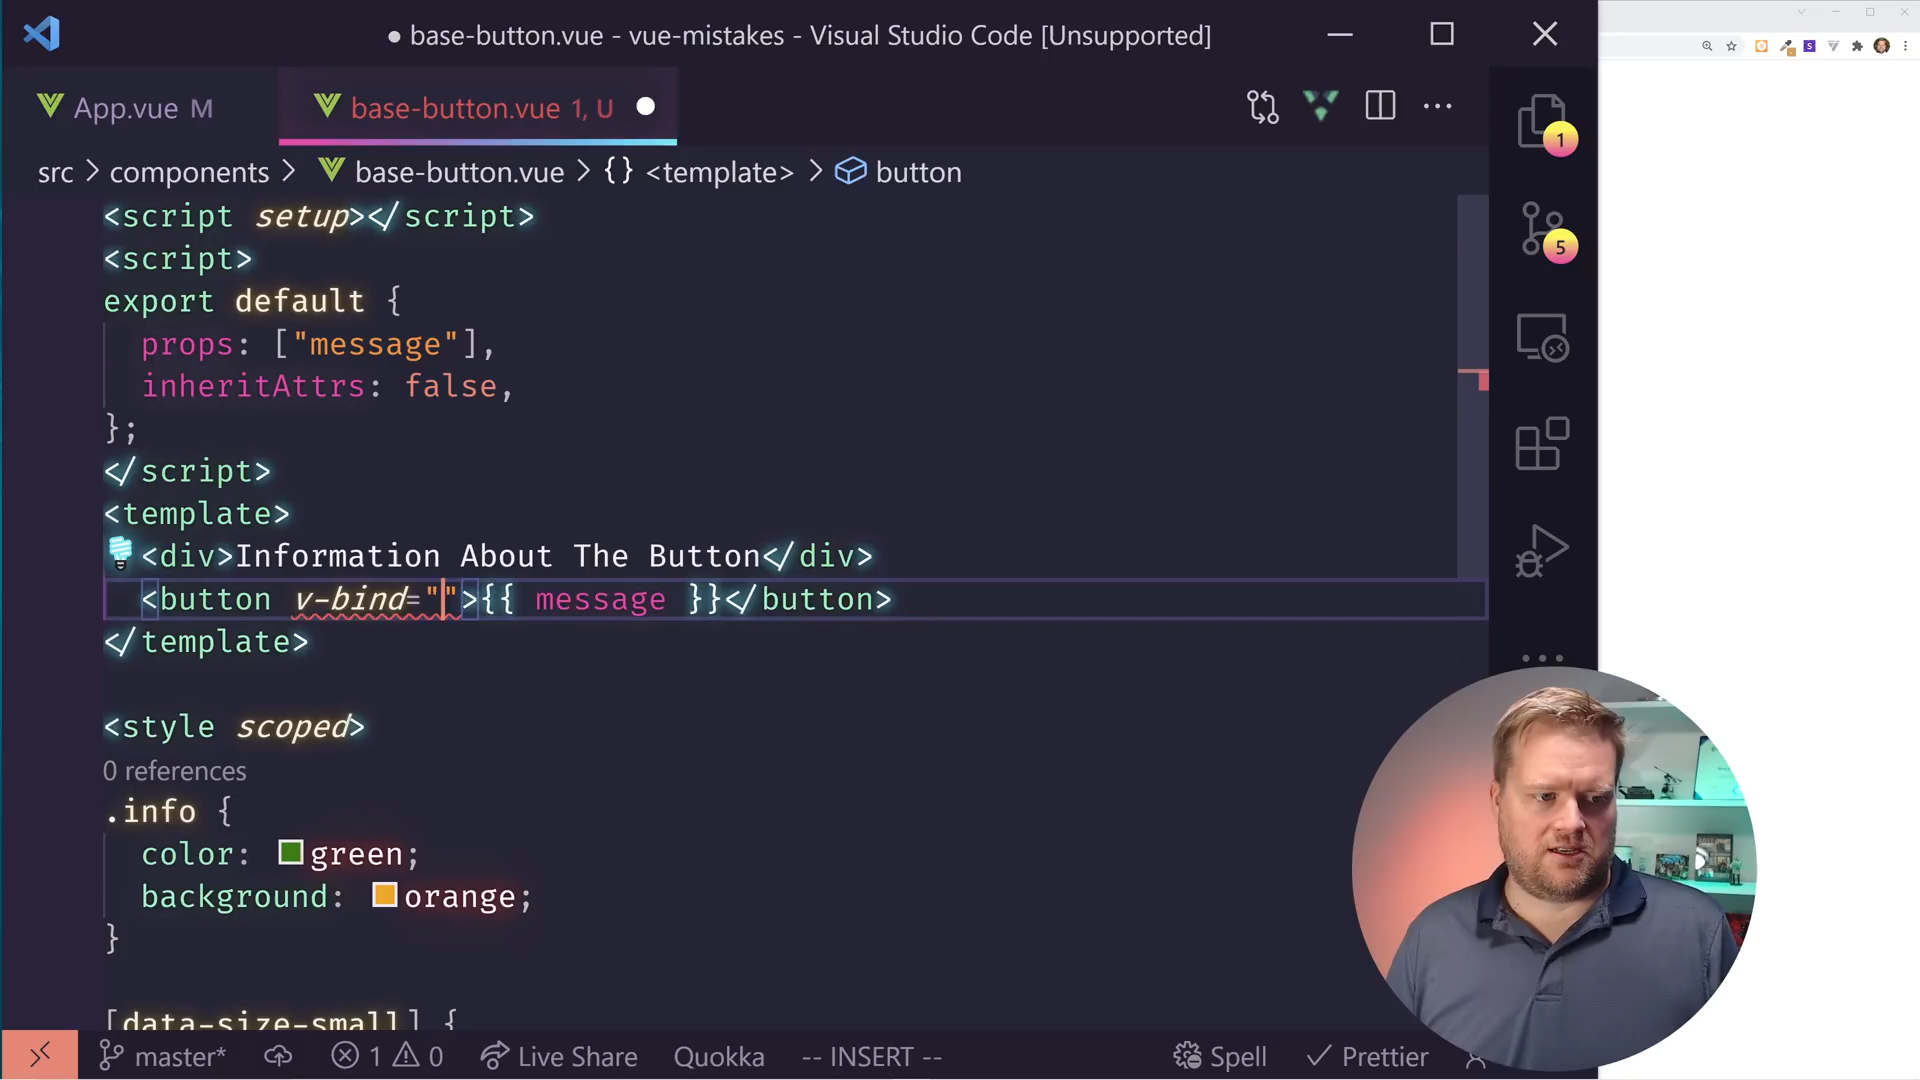 ● base-button.vue - vue-mistakes - Visual Studio Code [Unsupported]
App.vue M
base-button.vue 1, U
src > components > base-button.vue > {} <template> > button
<script setup></script>
<script>
export default {
props: ["message"],
inheritAttrs: false,
};
</script>
<template>
<div>Information About The Button</div>
<button v-bind="">{{ message }}</button>
</template>
<style scoped>
0 references
.info {
color: green;
background: orange;
}
[data-size-small] {
1
5
master* 1 0 Live Share Quokka -- INSERT -- Spell Prettier